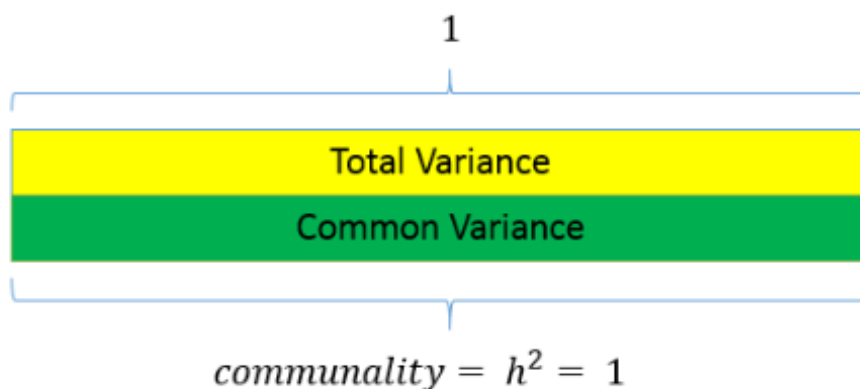 1
Total Variance
Common Variance
communality = h² = 1